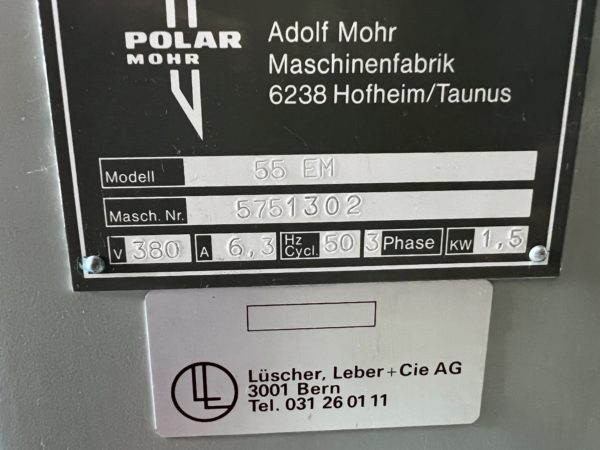 POLAR
MOHR
Adolf Mohr
Maschinenfabrik
6238 Hofheim/Taunus
Modell 55 EM
Masch. Nr. 5751302
V 380 A 6,3 Hz Cycl. 50 3 Phase KW 1,5
LL
Lüscher, Leber+Cie AG
3001 Bern
Tel. 031 26 01 11